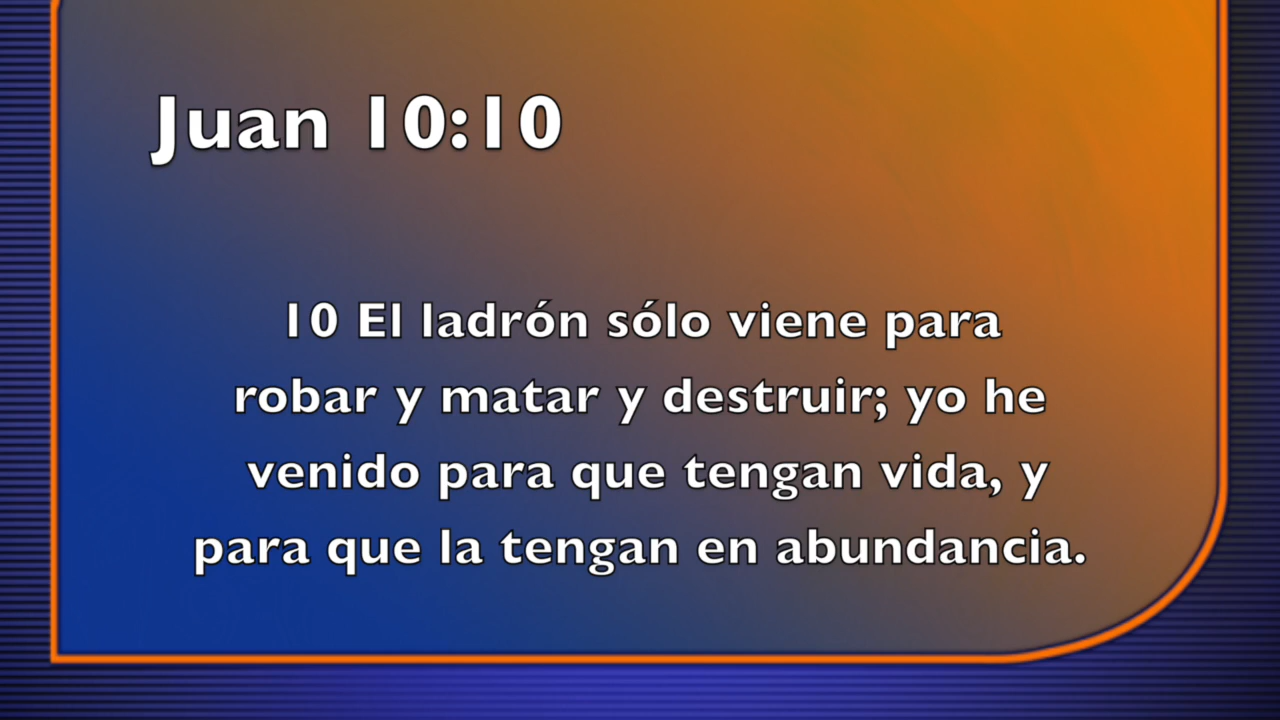 Juan 10:10
10 El ladrón sólo viene para
robar y matar y destruir; yo he
venido para que tengan vida, y
para que la tengan en abundancia.